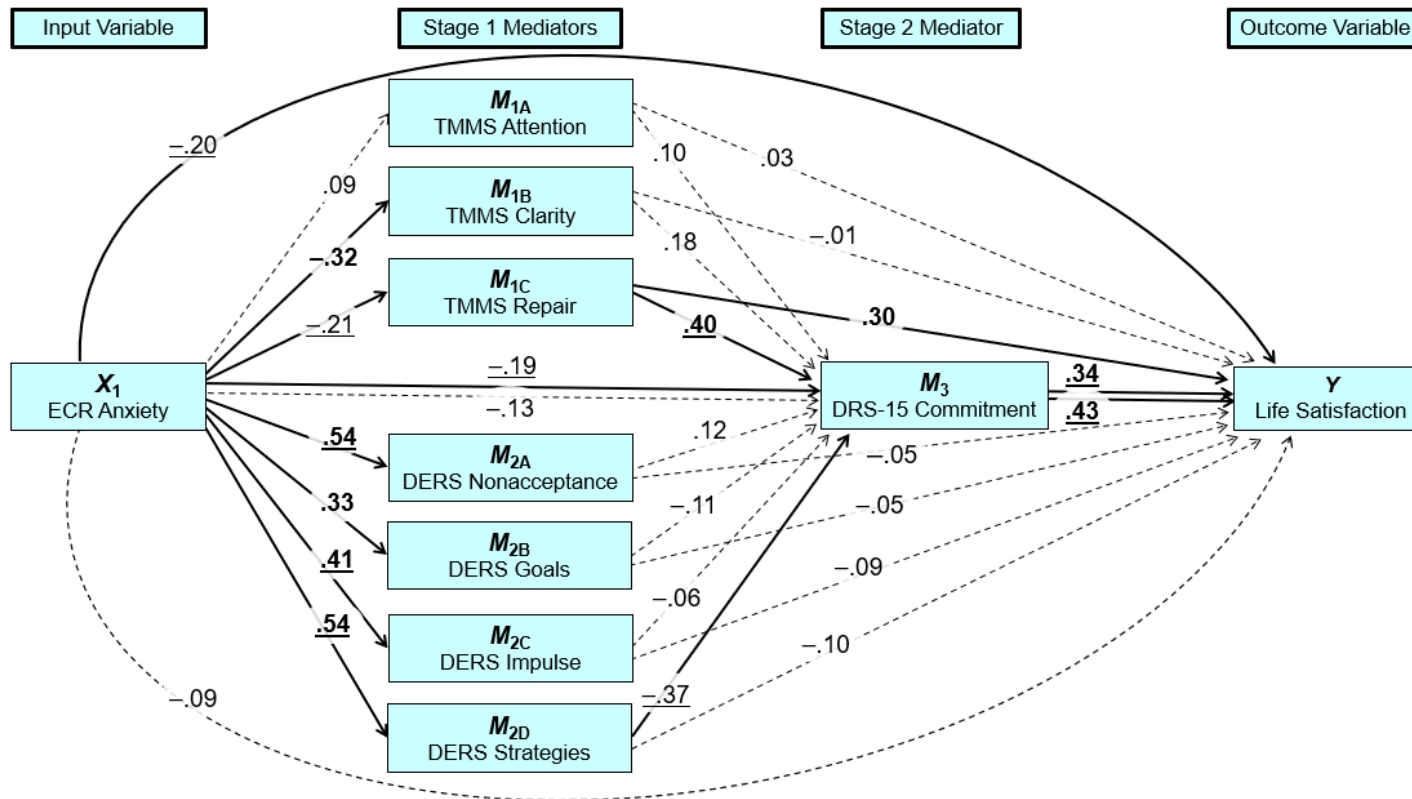 Input Variable
Stage 1 Mediators
Stage 2 Mediator
Outcome Variable
M1A
TMMS Attention
–.20
.09
.10
.03
M1B
TMMS Clarity
–.32
.18
–.01
M1C
TMMS Repair
–.21
.40
.30
X1
ECR Anxiety
–.19
–.13
M3
DRS-15 Commitment
.34
.43
Y
Life Satisfaction
.54
M2A
DERS Nonacceptance
.12
–.05
.33
M2B
DERS Goals
–.11
–.05
.41
M2C
DERS Impulse
–.06
–.09
.54
M2D
DERS Strategies
–.37
–.10
–.09